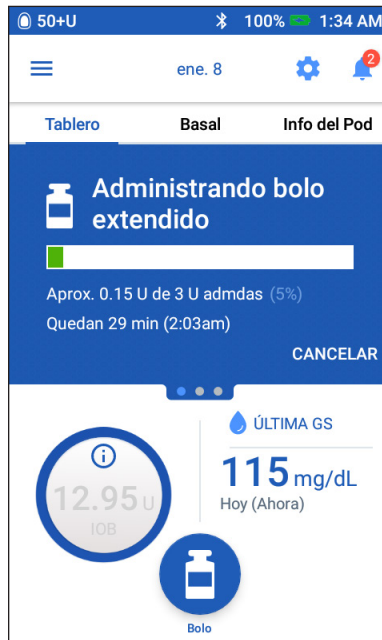 50+U 100% 1:34 AM
ene. 8 2
Tablero Basal Info del Pod
Administrando bolo
extendido
Aprox. 0.15 U de 3 U admdas (5%)
Quedan 29 min (2:03am)
CANCELAR
ÚLTIMA GS
115 mg/dL
Hoy (Ahora)
12.95 U
IOB
Bolo